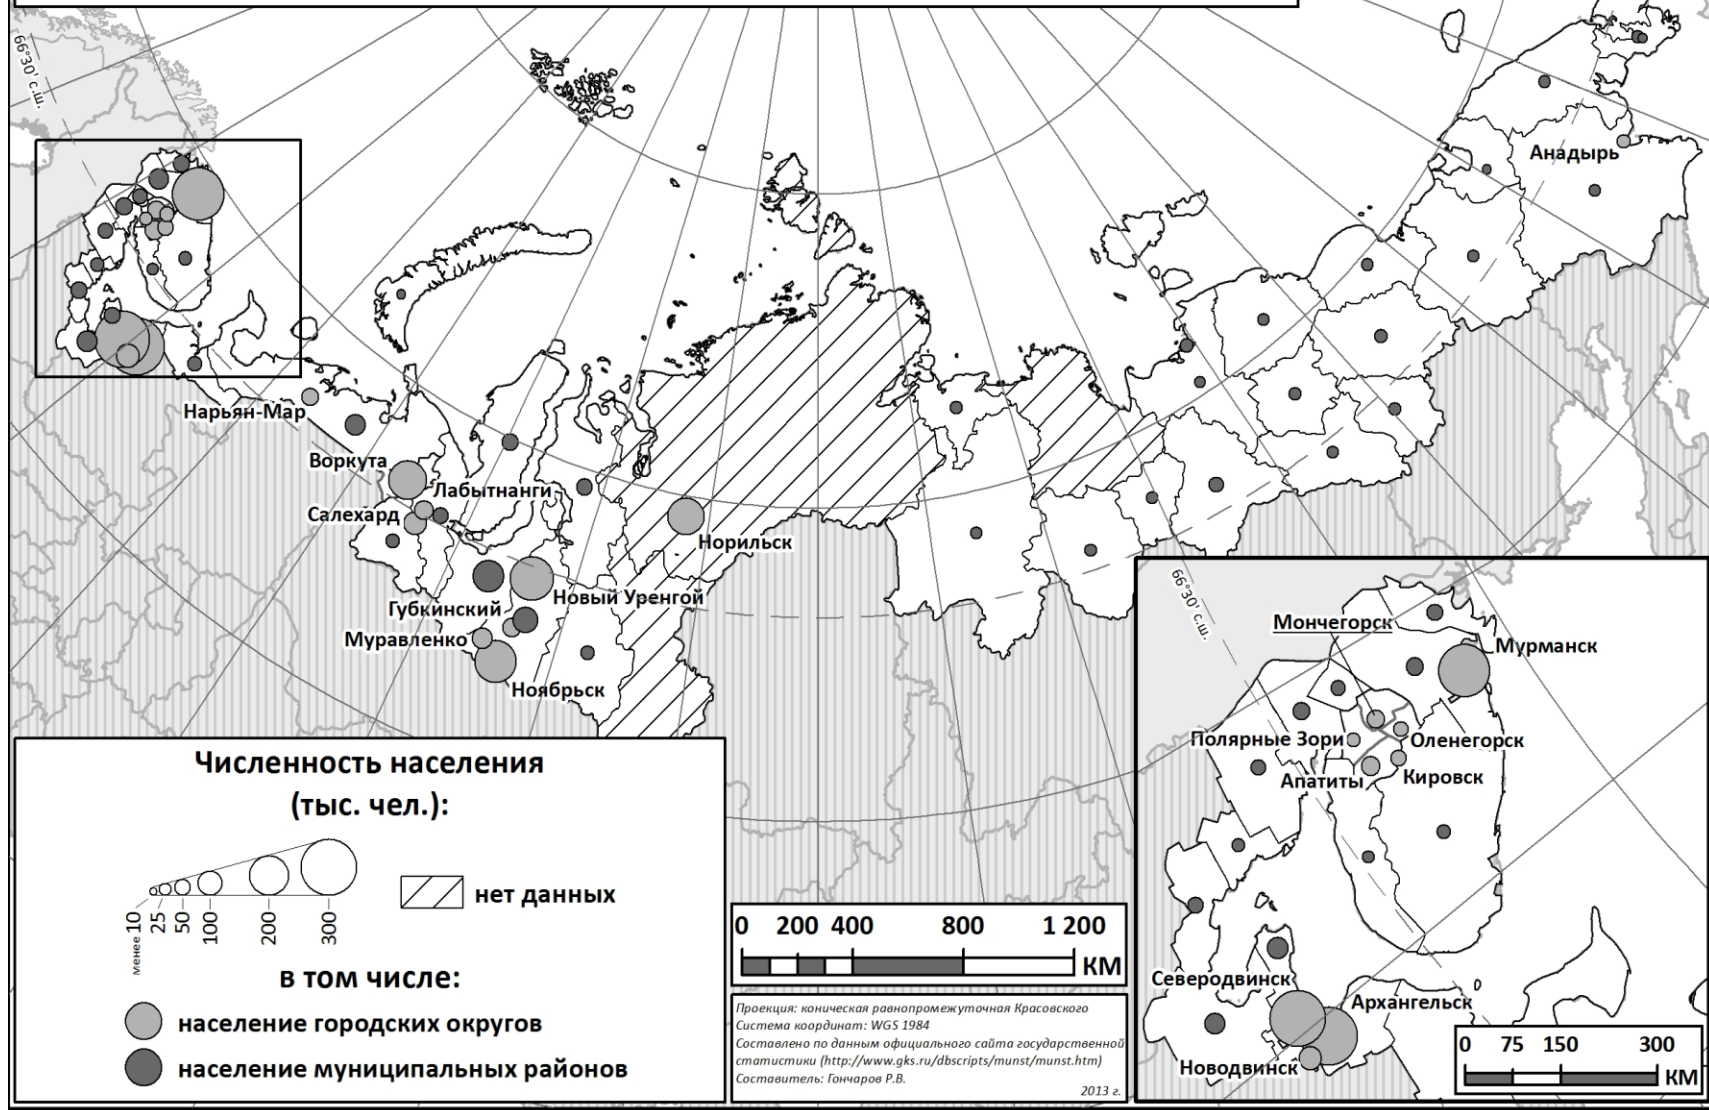 66°30' с.ш.
Анадырь
Нарьян-Мар
Воркута
Лабытнанги
Салехард
Норильск
Новый Уренгой
Губкинский
Муравленко
Ноябрьск
66°30' с.ш.
Мончегорск
Мурманск
Полярные Зори
Оленегорск
Апатиты
Кировск
Северодвинск
Архангельск
Новодвинск
0 75 150 300
КМ
Численность населения
(тыс. чел.):
менее 10
25
50
100
200
300
нет данных
в том числе:
население городских округов
население муниципальных районов
0 200 400 800 1 200
КМ
Проекция: коническая равнопромежуточная Красовского
Система координат: WGS 1984
Составлено по данным официального сайта государственной
статистики (http://www.gks.ru/dbscripts/munst/munst.htm)
Составитель: Гончаров Р.В.
2013 г.